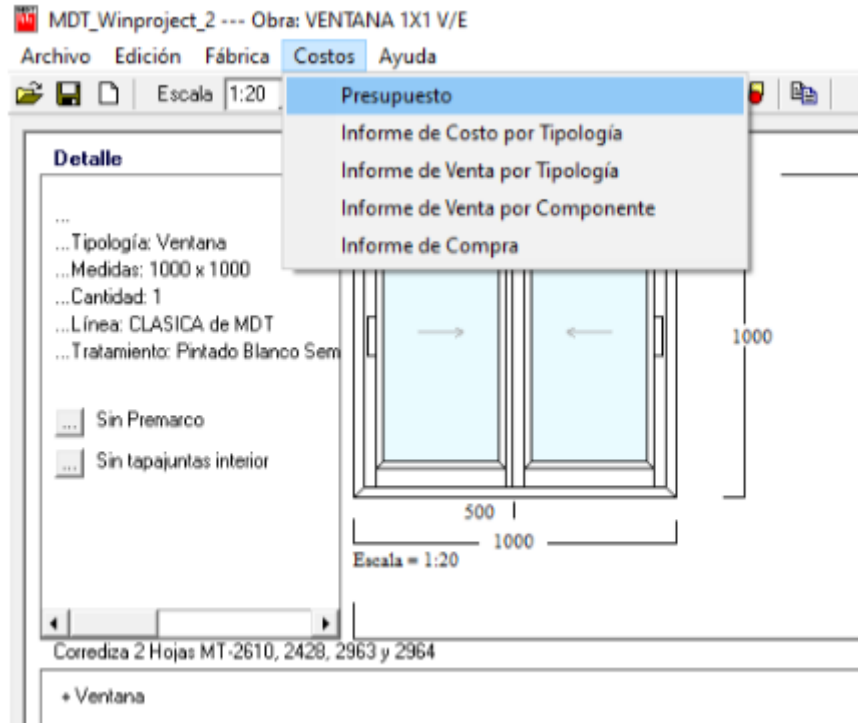 MDT_Winproject_2 --- Obra: VENTANA 1X1 V/E
Archivo Edición Fábrica Costos Ayuda
Escala 1:20
Presupuesto
Informe de Costo por Tipología
Informe de Venta por Tipología
Informe de Venta por Componente
Informe de Compra
Detalle
...
...Tipología: Ventana
...Medidas: 1000 x 1000
...Cantidad: 1
...Línea: CLASICA de MDT
...Tratamiento: Pintado Blanco Sem
... Sin Premarco
... Sin tapajuntas interior
1000
500
1000
Escala = 1:20
Corrediza 2 Hojas MT-2610, 2428, 2963 y 2964
+ Ventana